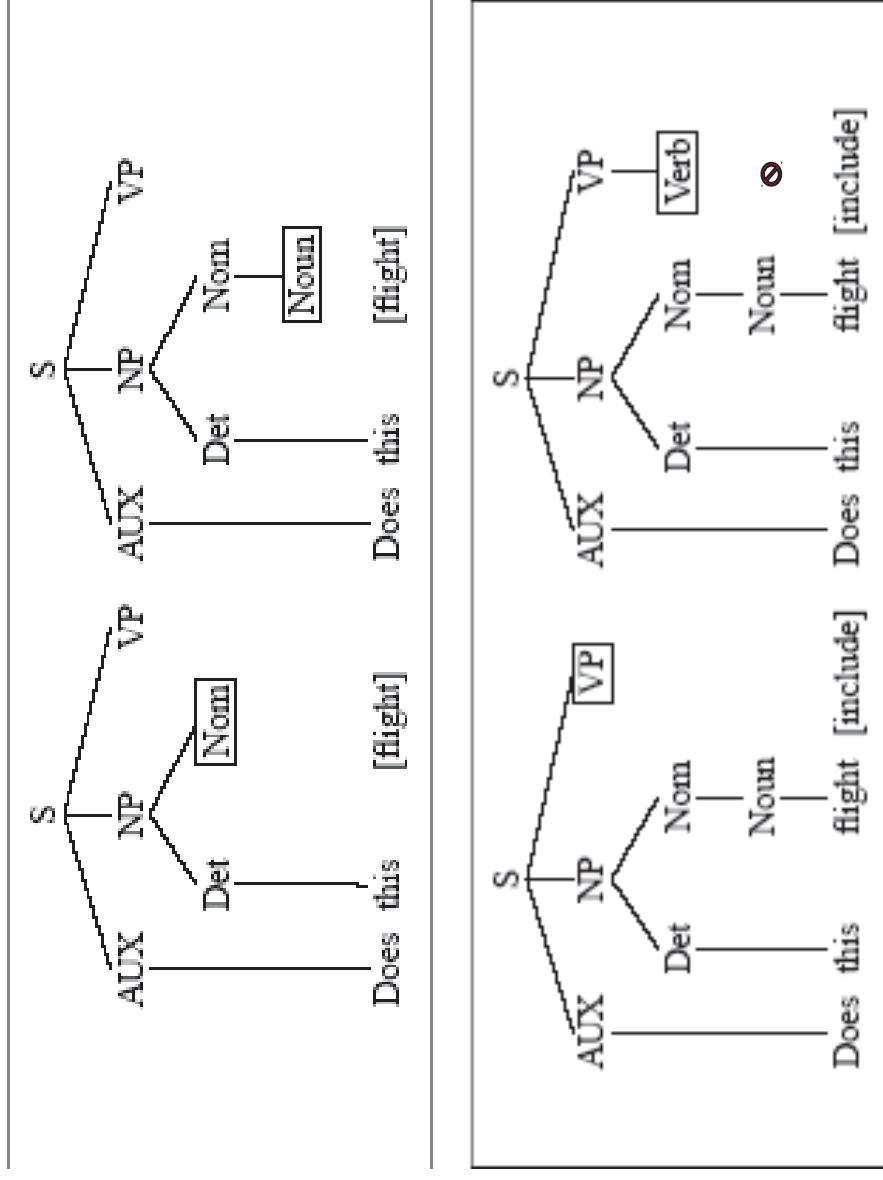 S
AUX NP VP
Det Nom
Does this [flight]
S
AUX NP VP
Det Nom
Noun
Does this [flight]
S
AUX NP VP
Det Nom
Noun
Does this flight [include]
S
AUX NP VP
Det Nom Verb
Noun
Does this flight [include]